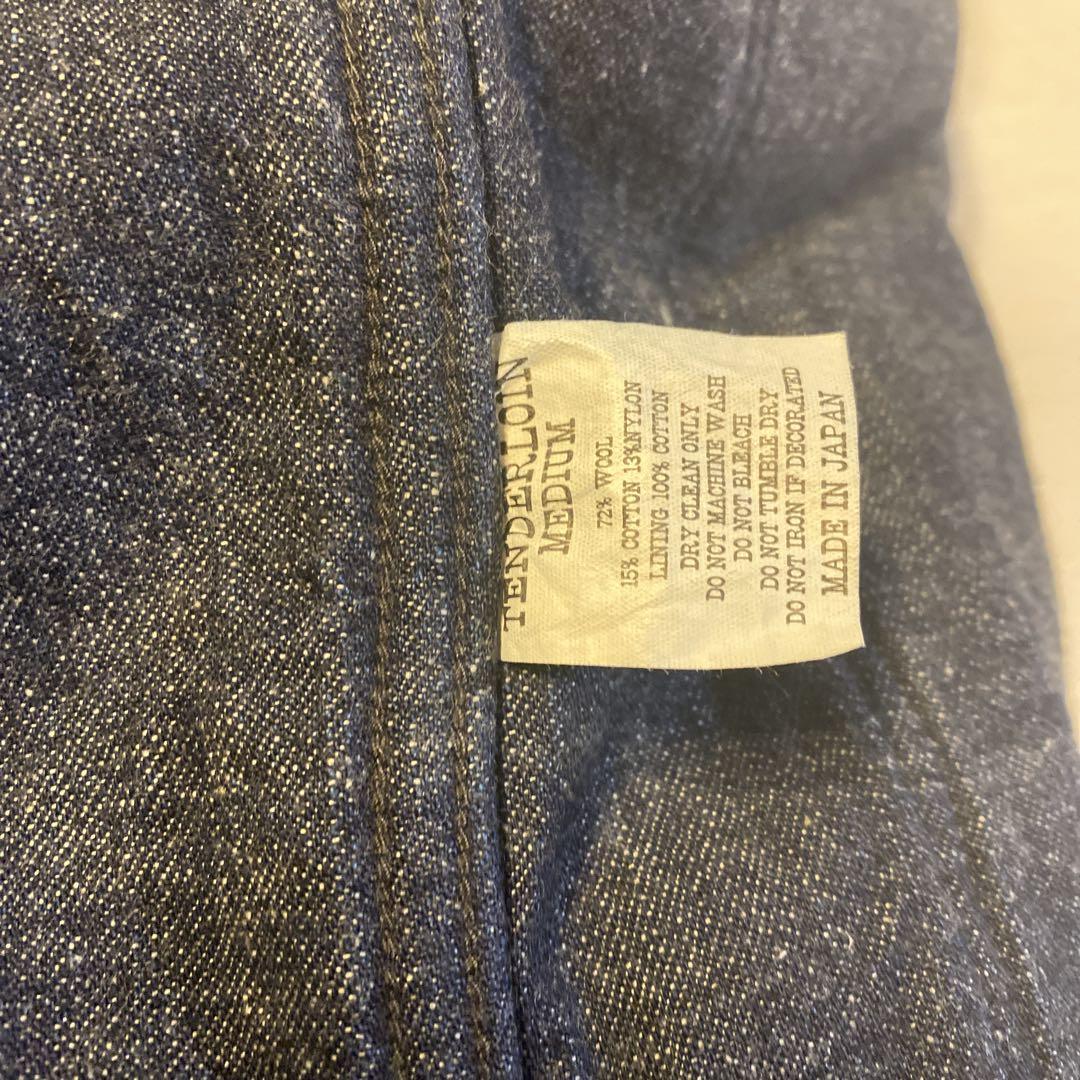 TENDERLOIN
MEDIUM
72% WOOL
15% COTTON 13%NYLON
LINING 100% COTTON
DRY CLEAN ONLY
DO NOT MACHINE WASH
DO NOT BLEACH
DO NOT TUMBLE DRY
DO NOT IRON IF DECORATED
MADE IN JAPAN